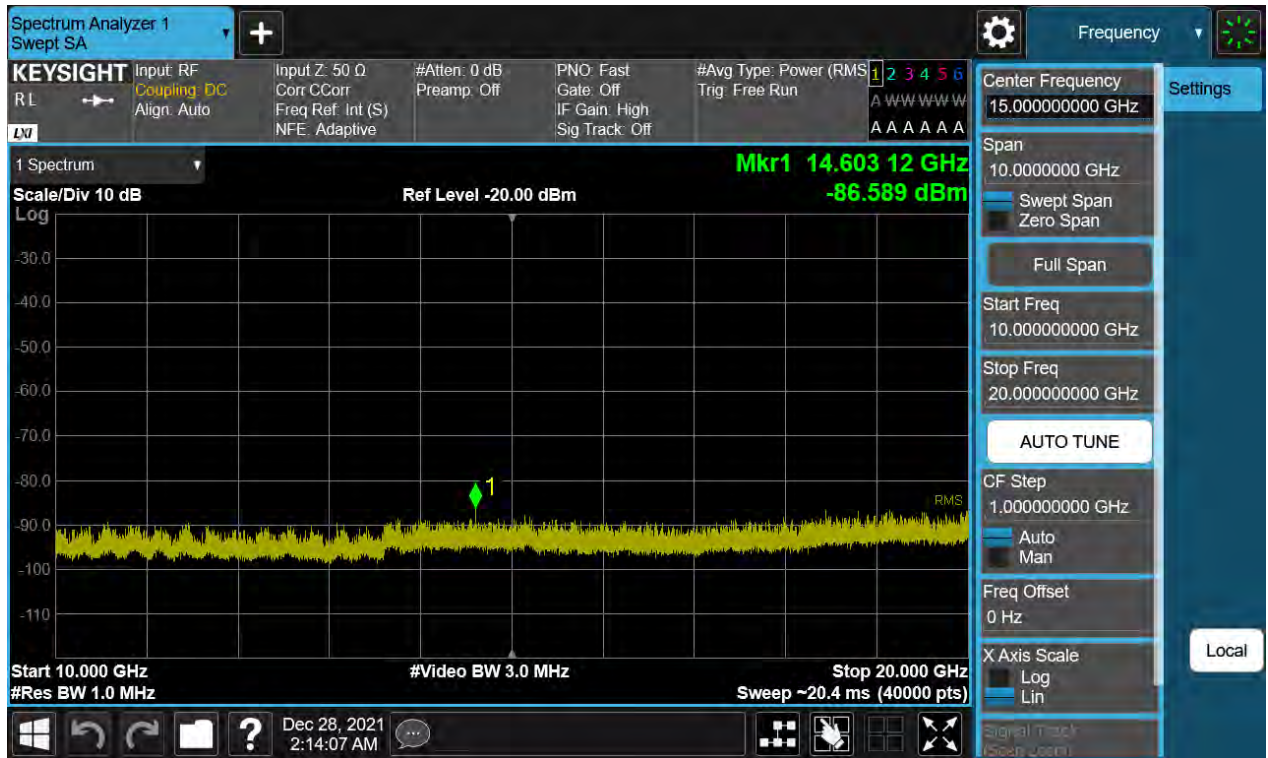 Spectrum Analyzer 1
Swept SA
+
Frequency
KEYSIGHT
RL
LXI
Input: RF
Coupling: DC
Align: Auto
Input Z: 50 Ω
Corr CCorr
Freq Ref: Int (S)
NFE: Adaptive
#Atten: 0 dB
Preamp: Off
PNO: Fast
Gate: Off
IF Gain: High
Sig Track: Off
#Avg Type: Power (RMS
Trig: Free Run
1 2 3 4 5 6
A W W W W W
A A A A A A
1 Spectrum
Mkr1 14.603 12 GHz
Scale/Div 10 dB
Ref Level -20.00 dBm
-86.589 dBm
Log
-30.0
-40.0
-50.0
-60.0
-70.0
-80.0
-90.0
-100
-110
1
RMS
Start 10.000 GHz
#Video BW 3.0 MHz
Stop 20.000 GHz
#Res BW 1.0 MHz
Sweep ~20.4 ms (40000 pts)
Center Frequency
15.000000000 GHz
Settings
Span
10.0000000 GHz
Swept Span
Zero Span
Full Span
Start Freq
10.000000000 GHz
Stop Freq
20.000000000 GHz
AUTO TUNE
CF Step
1.000000000 GHz
Auto
Man
Freq Offset
0 Hz
X Axis Scale
Log
Lin
Local
Signal Track
(Span Zoom)
?
Dec 28, 2021
2:14:07 AM